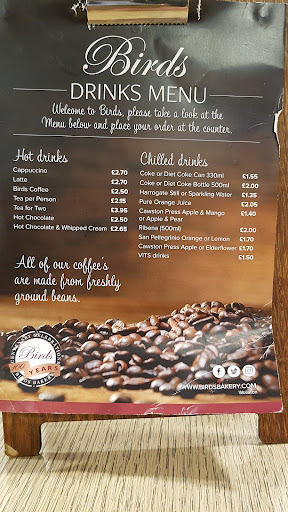 Birds
DRINKS MENU
Welcome to Birds, please take a look at the
Menu below and place your order at the counter.
Hot drinks
Cappuccino £2.70
Latte £2.70
Birds Coffee £2.50
Tea per Person £2.15
Tea for Two £3.95
Hot Chocolate £2.50
Hot Chocolate & Whipped Cream £2.65
Chilled drinks
Coke or Diet Coke Can 330ml £1.55
Coke or Diet Coke Bottle 500ml £2.00
Harrogate Still or Sparkling Water £1.35
Pure Orange Juice £2.05
Cawston Press Apple & Mango £1.40
or Apple & Pear
Ribena (500ml) £2.00
San Pellegrinio Orange or Lemon £1.70
Cawston Press Apple or Elderflower £1.70
VITS drinks £1.50
All of our coffee's
are made from freshly
ground beans.
Birds
100
YEARS
BIRDS BAKERY
WWW.BIRDSBAKERY.COM